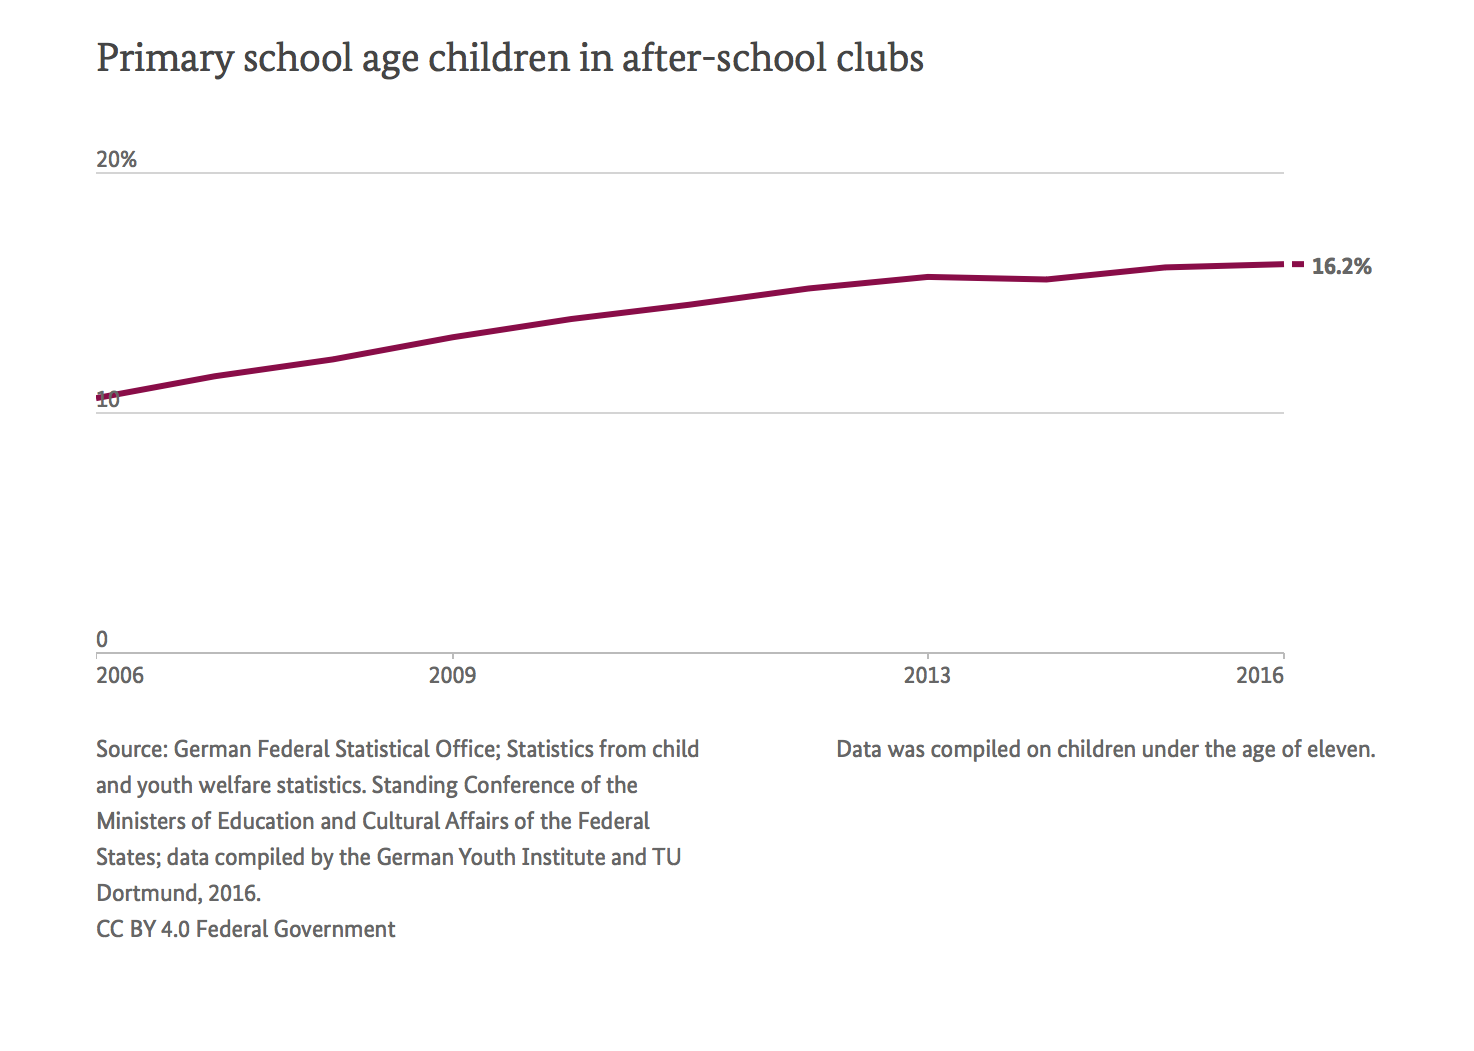 Primary school age children in after-school clubs
20%
16.2%
10
0
2006 2009 2013 2016
Source: German Federal Statistical Office; Statistics from child
and youth welfare statistics. Standing Conference of the
Ministers of Education and Cultural Affairs of the Federal
States; data compiled by the German Youth Institute and TU
Dortmund, 2016.
CC BY 4.0 Federal Government
Data was compiled on children under the age of eleven.